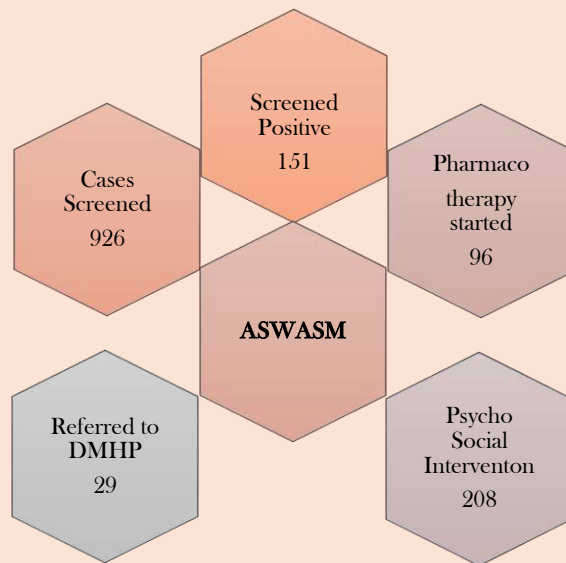 Screened
Positive
151
Cases
Screened
926
Pharmaco
therapy
started
96
ASWASM
Referred to
DMHP
29
Psycho
Social
Interventon
208